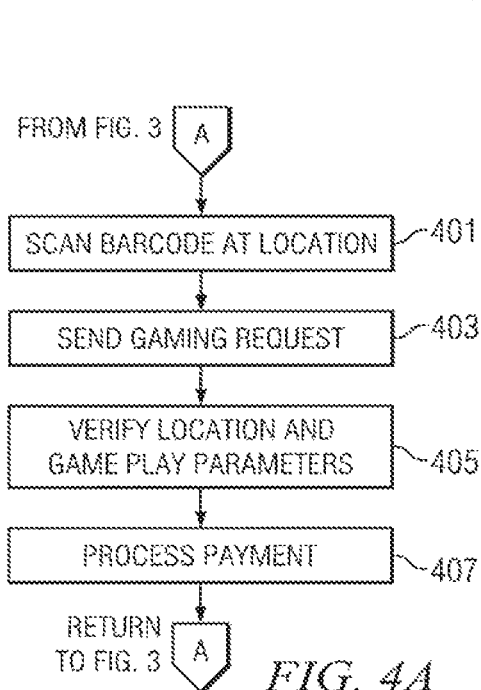 FROM FIG. 3
A
SCAN BARCODE AT LOCATION
401
SEND GAMING REQUEST
403
VERIFY LOCATION AND
GAME PLAY PARAMETERS
405
PROCESS PAYMENT
407
RETURN
TO FIG. 3
A
FIG. 4A